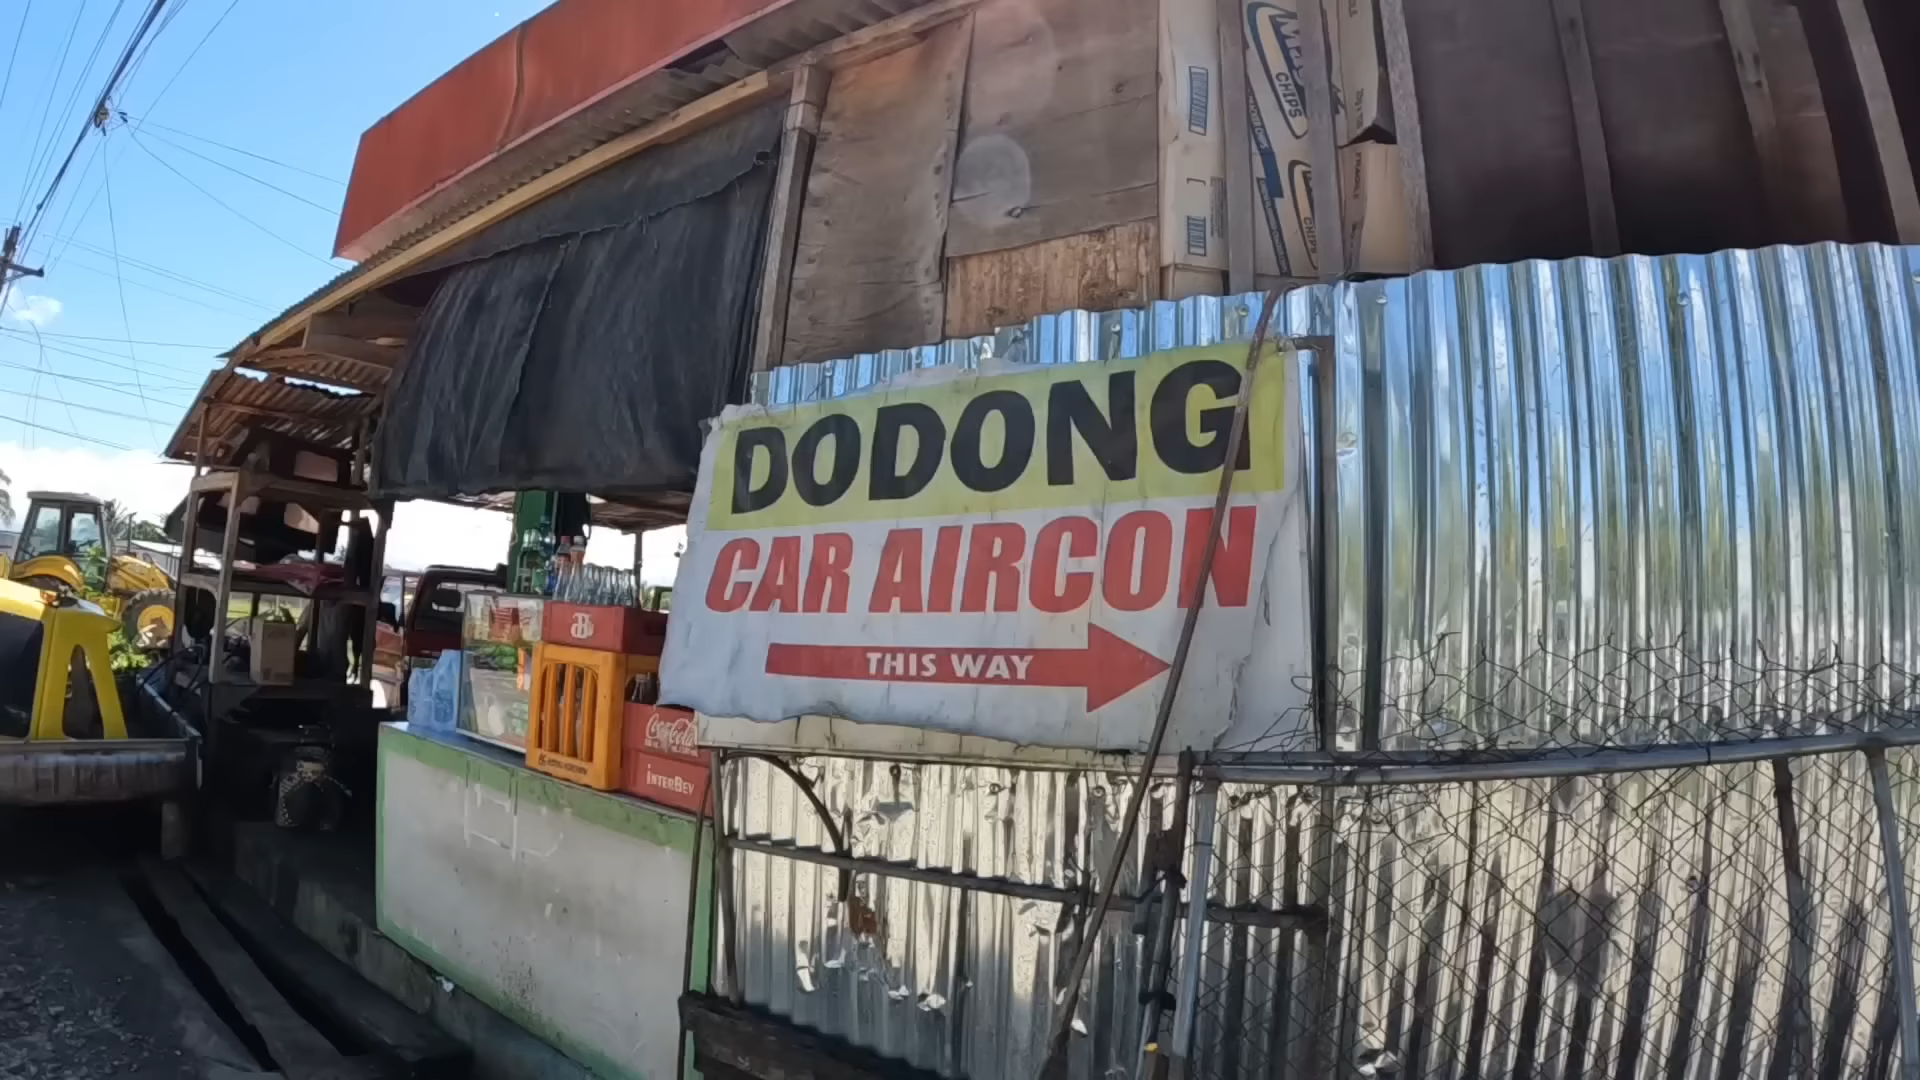 CHIPS
CHIPS
DODONG
CAR AIRCON
THIS WAY
Coca-Cola
INTERBEV